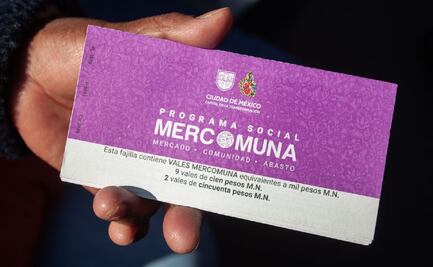 CIUDAD DE MÉXICO
CAPITAL DE LA TRANSFORMACIÓN
PROGRAMA SOCIAL
MERCOMUNA
MERCADO • COMUNIDAD • ABASTO
Esta fajilla contiene VALES MERCOMUNA equivalentes a mil pesos M.N.
9 vales de cien pesos M.N.
2 vales de cincuenta pesos M.N.